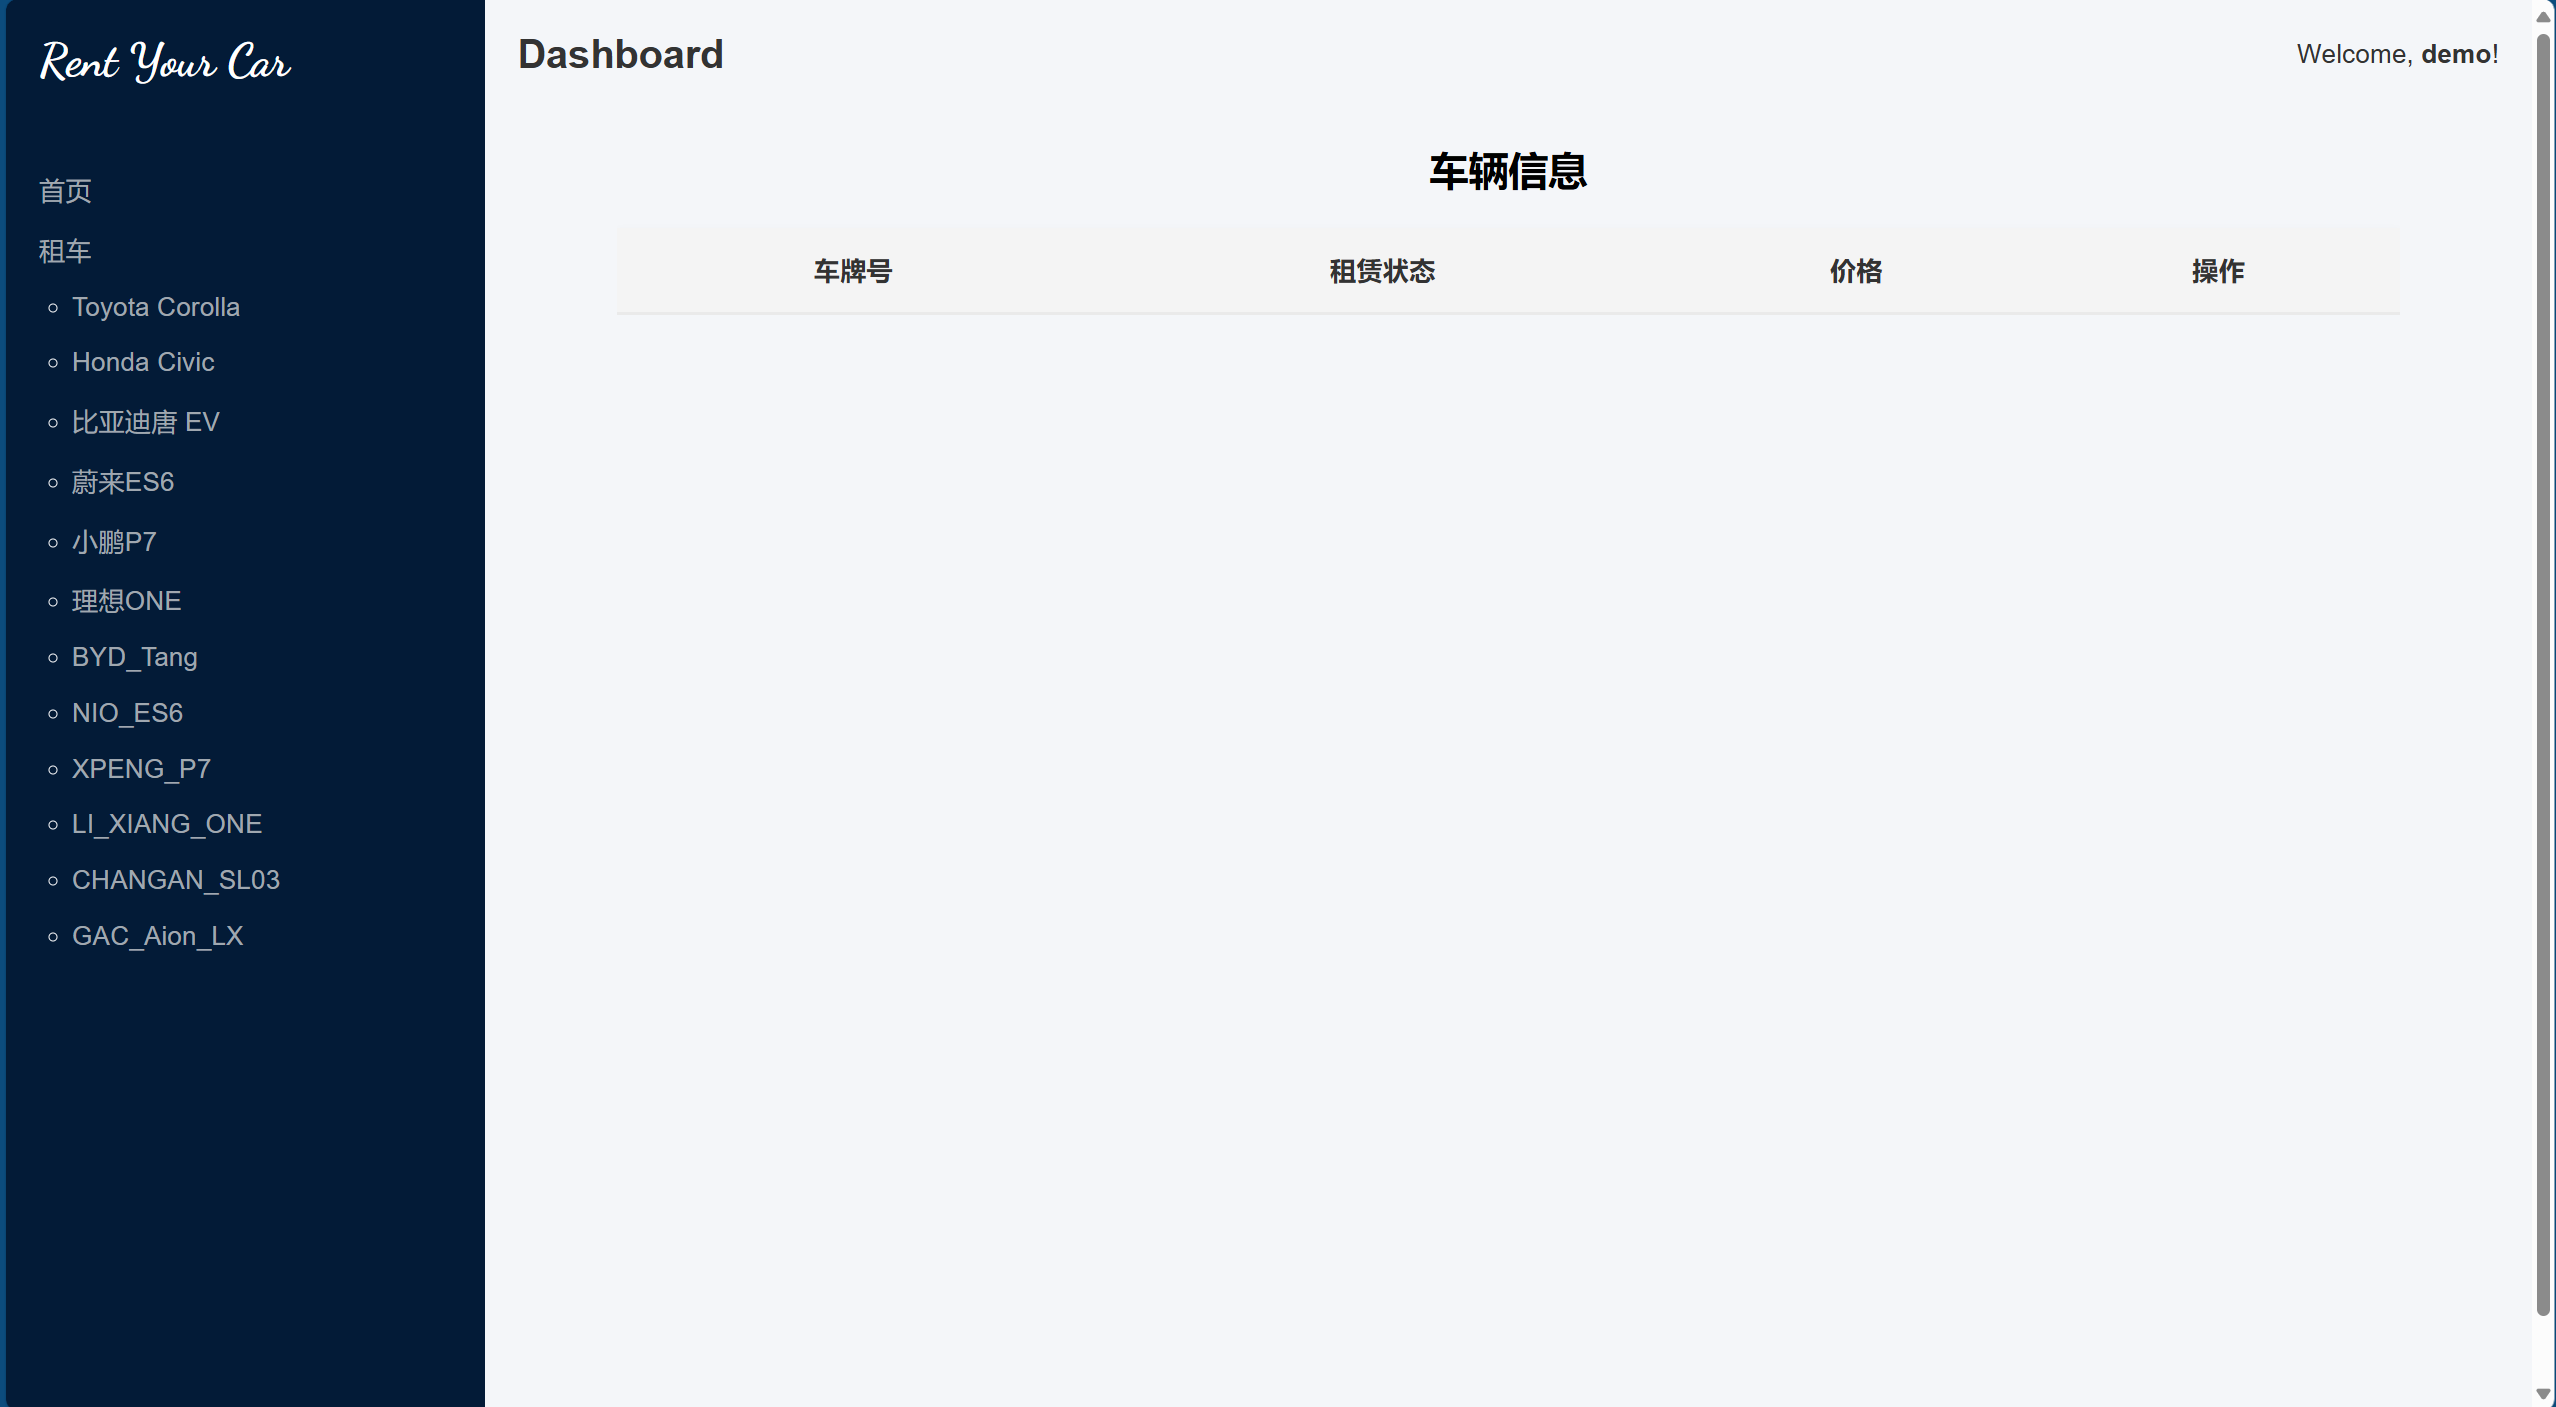 Rent Your Car
首页
租车
Toyota Corolla
Honda Civic
比亚迪唐 EV
蔚来ES6
小鹏P7
理想ONE
BYD_Tang
NIO_ES6
XPENG_P7
LI_XIANG_ONE
CHANGAN_SL03
GAC_Aion_LX
Dashboard
Welcome, demo!
车辆信息
车牌号 租赁状态 价格 操作